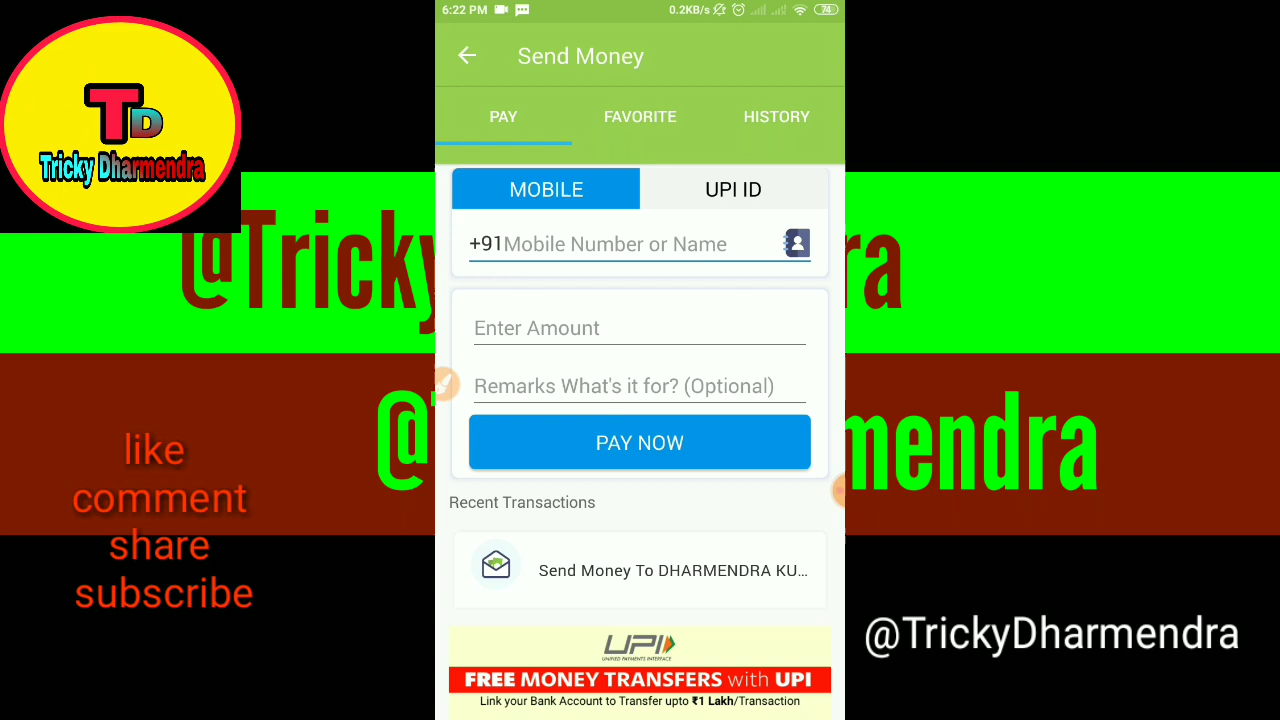 6:22 PM
0.2KB/s
74
Send Money
PAY
FAVORITE
HISTORY
MOBILE
UPI ID
+91Mobile Number or Name
Enter Amount
Remarks What's it for? (Optional)
PAY NOW
Recent Transactions
Send Money To DHARMENDRA KU...
UPI
UNIFIED PAYMENTS INTERFACE
FREE MONEY TRANSFERS with UPI
Link your Bank Account to Transfer upto ₹1 Lakh/Transaction
TD
Tricky Dharmendra
@Tricky
ra
@
mendra
like
comment
share
subscribe
@TrickyDharmendra